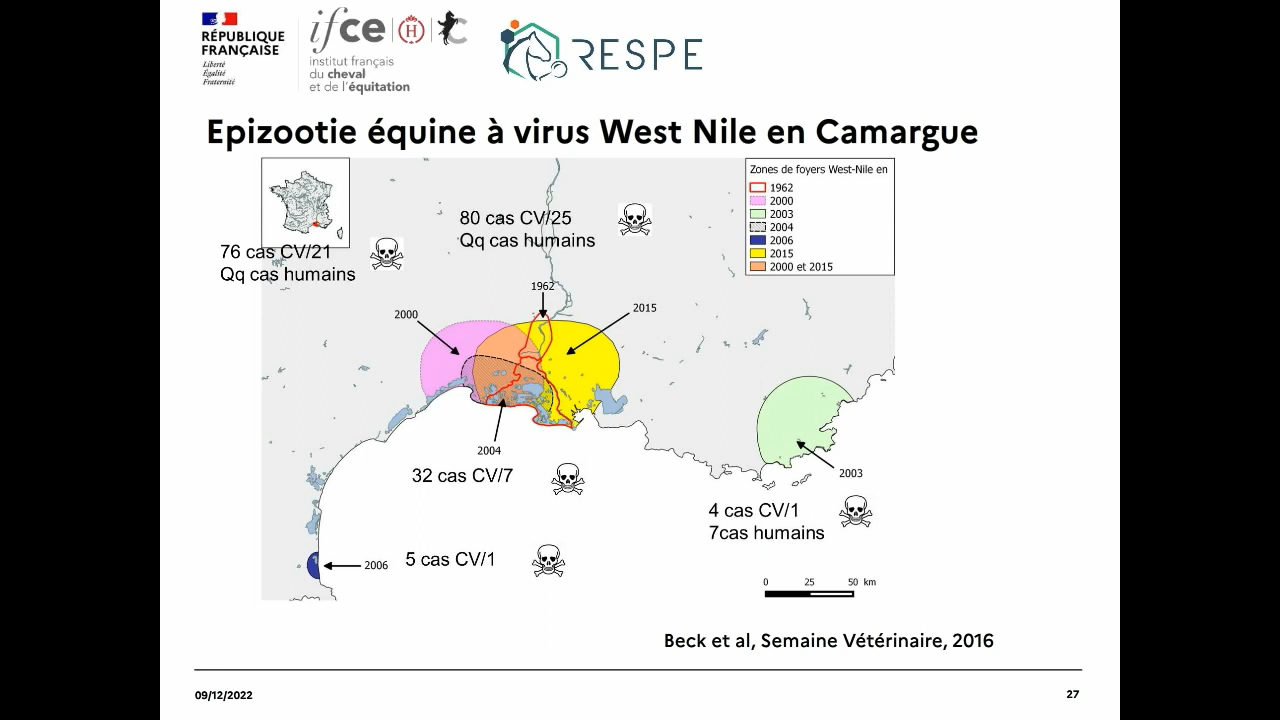 RÉPUBLIQUE
FRANÇAISE
Liberté
Égalité
Fraternité
ifce
H
institut français
du cheval
et de l'équitation
RESPE
Epizootie équine à virus West Nile en Camargue
Zones de foyers West-Nile en
1962
2000
2003
2004
2006
2015
2000 et 2015
80 cas CV/25
Qq cas humains
76 cas CV/21
Qq cas humains
1962
2000
2015
2004
32 cas CV/7
2003
4 cas CV/1
7cas humains
2006
5 cas CV/1
0 25 50 km
Beck et al, Semaine Vétérinaire, 2016
09/12/2022
27